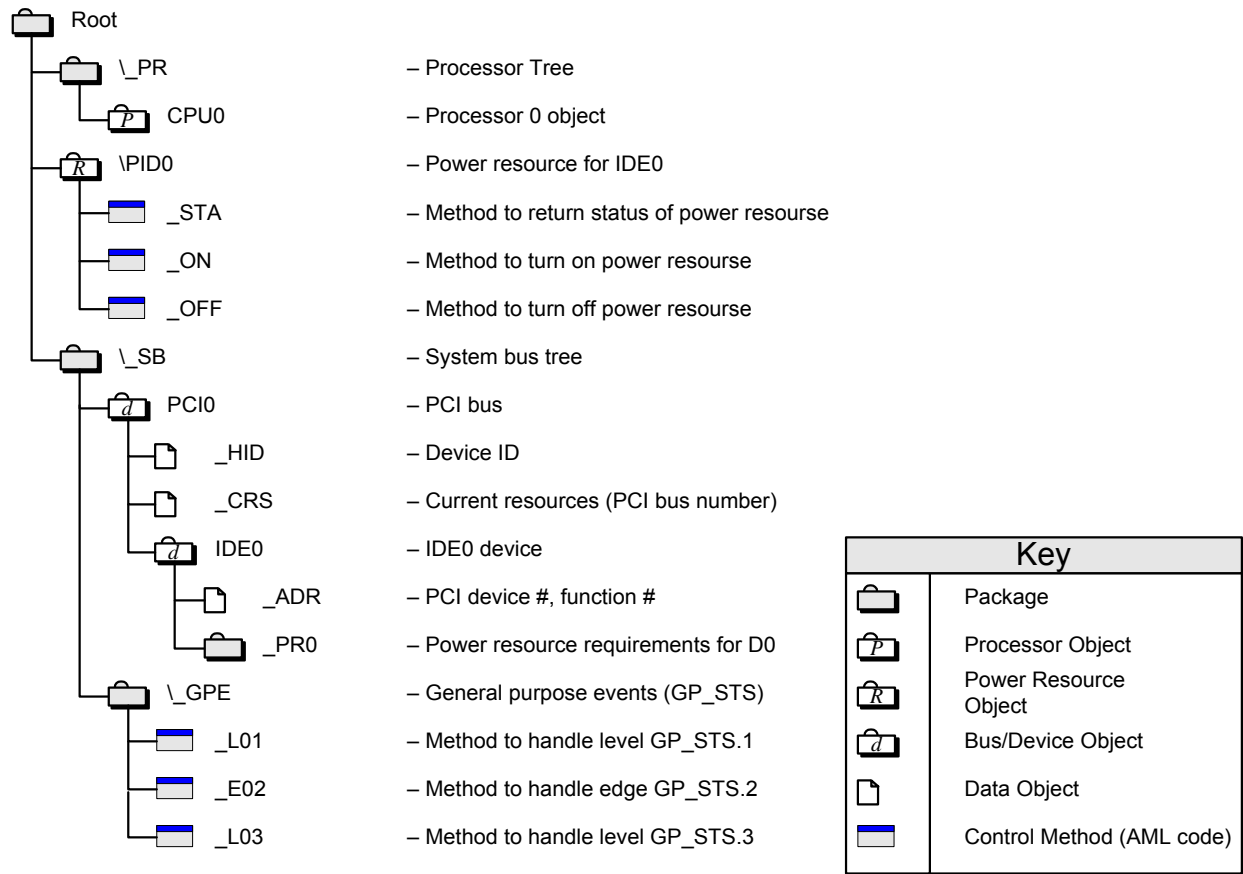 Root
\_PR – Processor Tree
P CPU0 – Processor 0 object
R \PID0 – Power resource for IDE0
_STA – Method to return status of power resourse
_ON – Method to turn on power resourse
_OFF – Method to turn off power resourse
\_SB – System bus tree
d PCI0 – PCI bus
_HID – Device ID
_CRS – Current resources (PCI bus number)
d IDE0 – IDE0 device
_ADR – PCI device #, function #
_PR0 – Power resource requirements for D0
\_GPE – General purpose events (GP_STS)
_L01 – Method to handle level GP_STS.1
_E02 – Method to handle edge GP_STS.2
_L03 – Method to handle level GP_STS.3
Key
Package
P Processor Object
R Power Resource
Object
d Bus/Device Object
Data Object
Control Method (AML code)